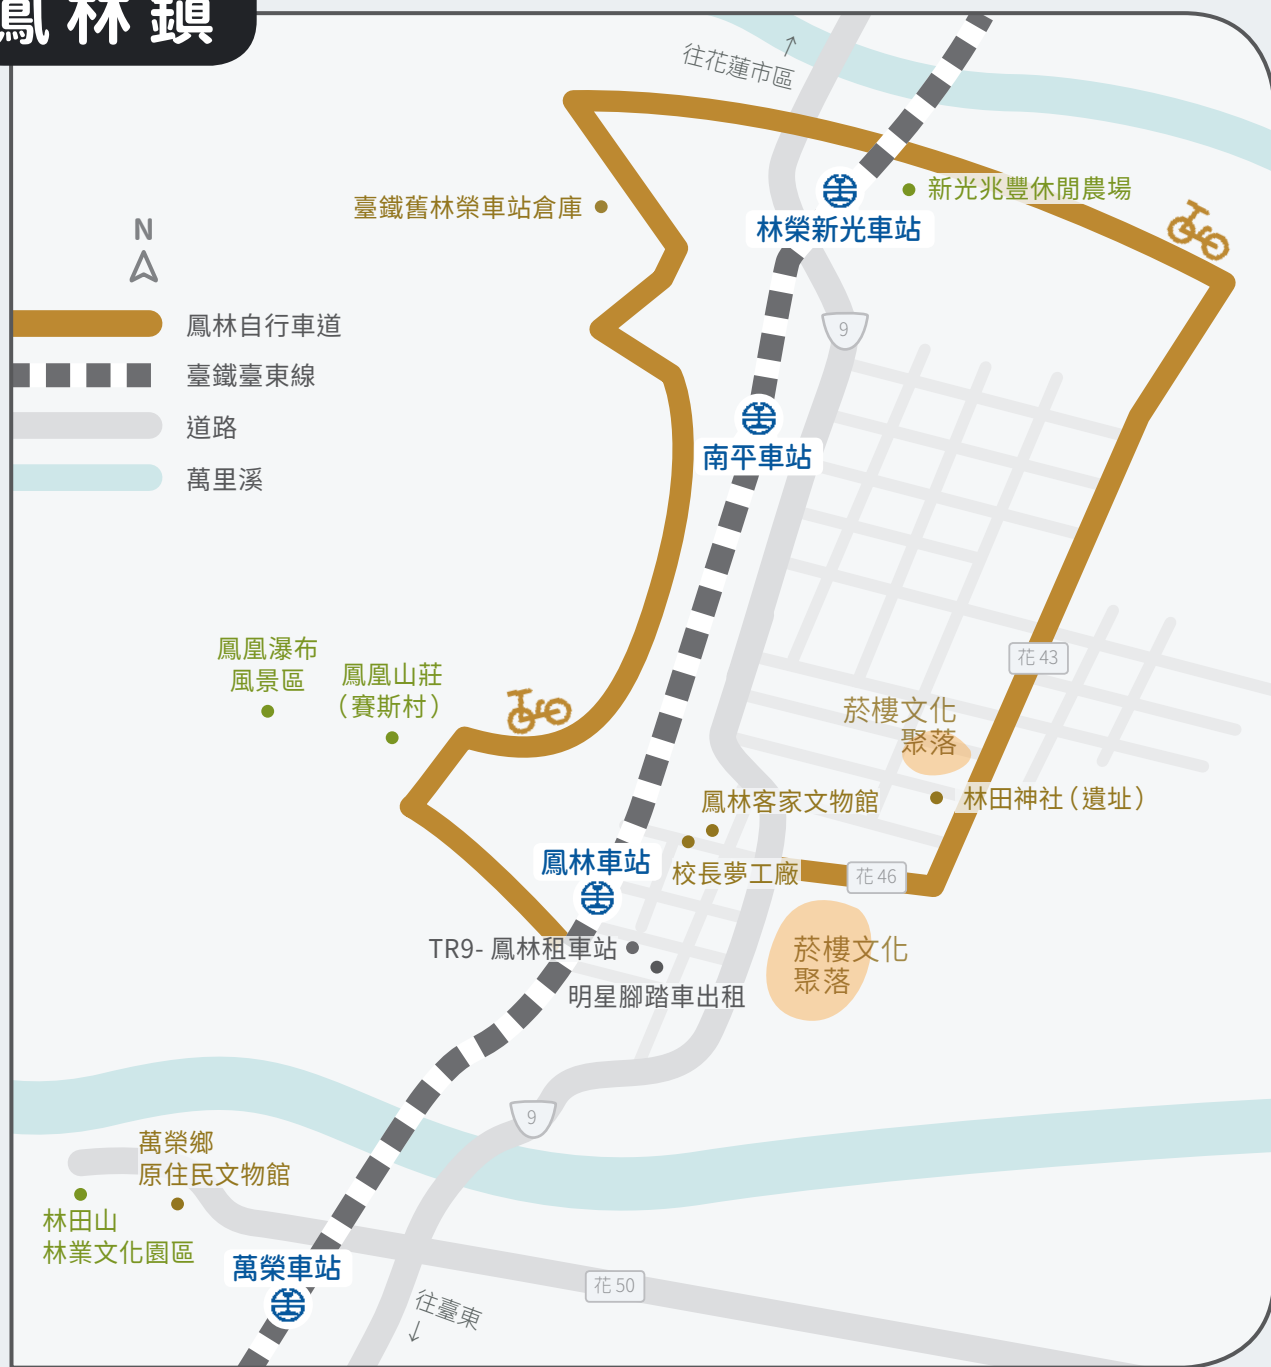 鳳林鎮
往花蓮市區
↑
新光兆豐休閒農場
臺鐵舊林榮車站倉庫
林榮新光車站
N
鳳林自行車道
9
臺鐵臺東線
道路
南平車站
萬里溪
鳳凰瀑布
風景區
鳳凰山莊
（賽斯村）
花 43
菸樓文化
聚落
鳳林客家文物館
林田神社（遺址）
鳳林車站
校長夢工廠
花 46
TR9- 鳳林租車站
菸樓文化
聚落
明星腳踏車出租
9
萬榮鄉
原住民文物館
林田山
林業文化園區
萬榮車站
花 50
往臺東
↓